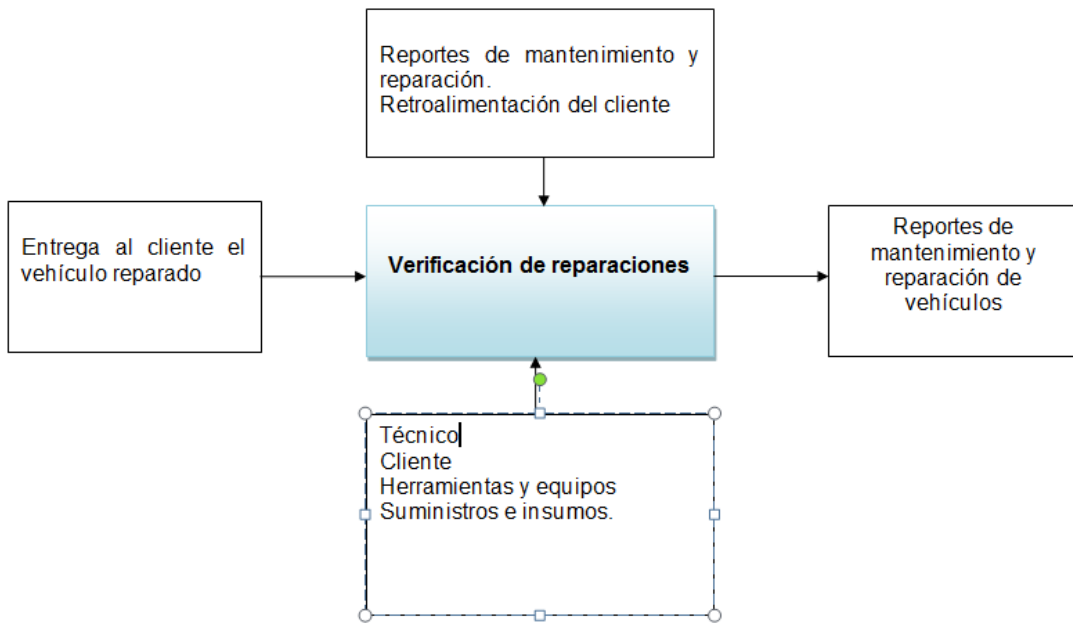 Reportes de mantenimiento y
reparación.
Retroalimentación del cliente
Entrega al cliente el
vehículo reparado
Verificación de reparaciones
Reportes de
mantenimiento y
reparación de
vehículos
Técnico
Cliente
Herramientas y equipos
Suministros e insumos.